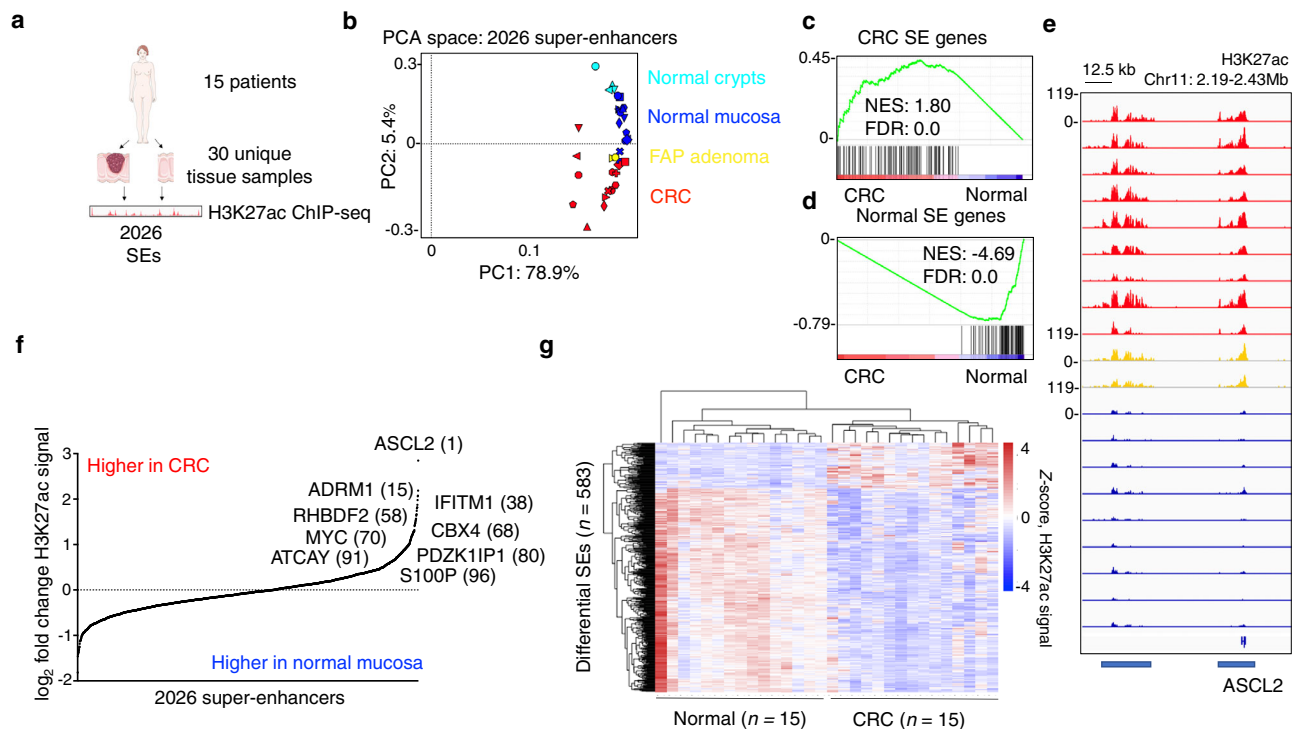 a
15 patients
30 unique
tissue samples
H3K27ac ChIP-seq
2026
SEs
b
PCA space: 2026 super-enhancers
0.3
0
-0.3
PC2: 5.4%
0
0.1
PC1: 78.9%
Normal crypts
Normal mucosa
FAP adenoma
CRC
c
CRC SE genes
0.45
0
NES: 1.80
FDR: 0.0
CRC
Normal
d
Normal SE genes
0
-0.79
NES: -4.69
FDR: 0.0
CRC
Normal
e
12.5 kb
H3K27ac
Chr11: 2.19-2.43Mb
119
0
119
0
119
0
ASCL2
f
log2 fold change H3K27ac signal
3
2
1
0
-1
-2
Higher in CRC
ASCL2 (1)
ADRM1 (15)
IFITM1 (38)
RHBDF2 (58)
CBX4 (68)
MYC (70)
PDZK1IP1 (80)
ATCAY (91)
S100P (96)
Higher in normal mucosa
2026 super-enhancers
g
Differential SEs (n = 583)
4
2
0
-2
-4
Z-score, H3K27ac signal
Normal (n = 15)
CRC (n = 15)